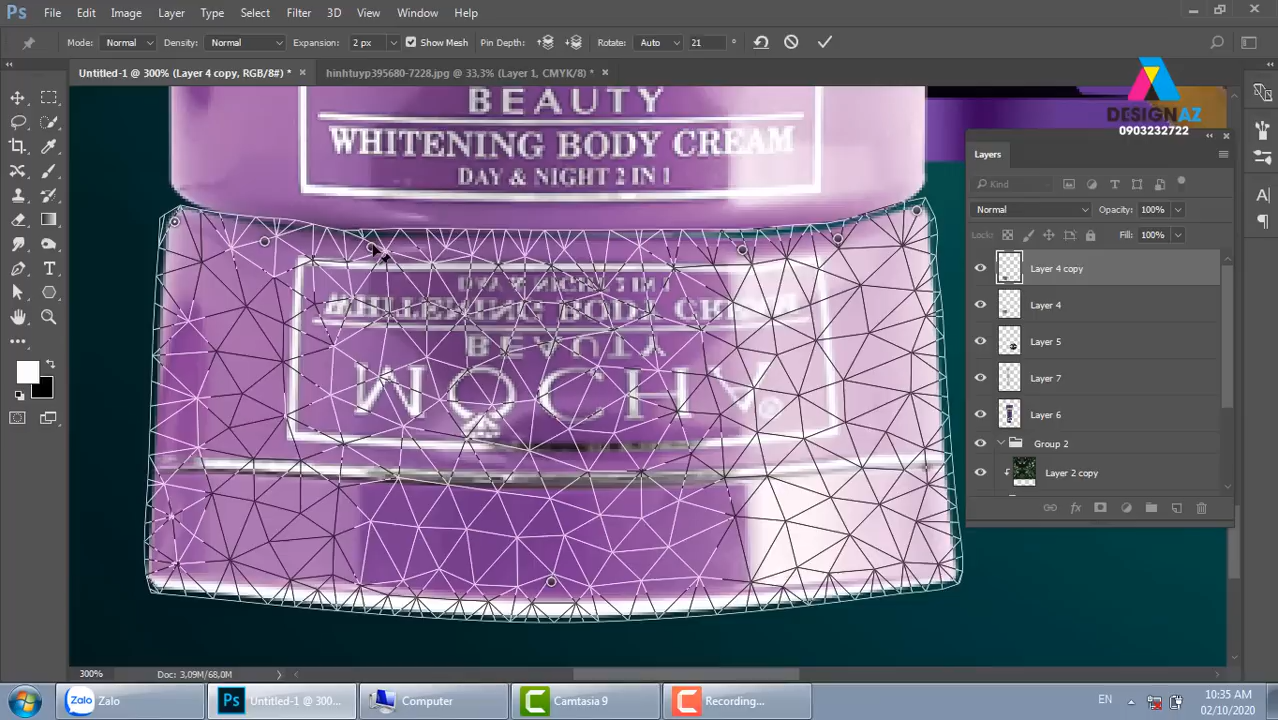 Ps File Edit Image Layer Type Select Filter 3D View Window Help
Mode: Normal Density: Normal Expansion: 2 px Show Mesh Pin Depth: Rotate: Auto 21 °
Untitled-1 @ 300% (Layer 4 copy, RGB/8#) * × hinhtuyp395680-7228.jpg @ 33,3% (Layer 1, CMYK/8) * ×
DESIGNAZ
0903232722
BEAUTY
WHITENING BODY CREAM
DAY & NIGHT 2 IN 1
BEAUTY
MOCHA
Layers
Kind
Normal Opacity: 100%
Lock: Fill: 100%
Layer 4 copy
Layer 4
Layer 5
Layer 7
Layer 6
Group 2
Layer 2 copy
fx
300% Doc: 3,09M/68,0M
Zalo Zalo Ps Untitled-1 @ 300... Computer Camtasia 9 Recording... EN 10:35 AM
02/10/2020